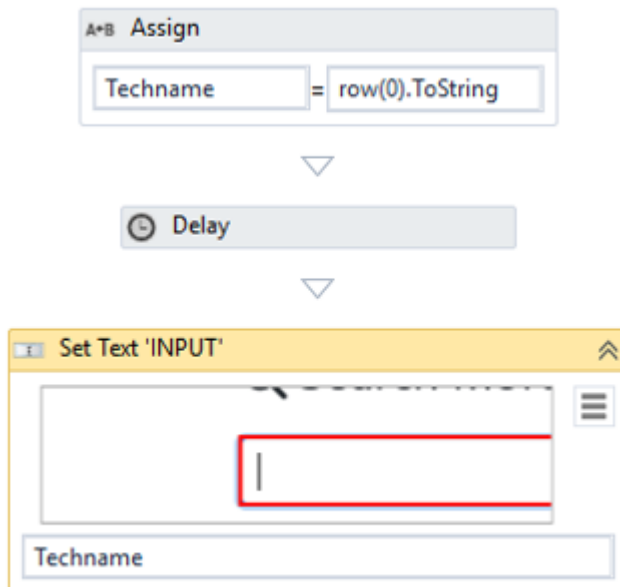 A+B Assign
Techname = row(0).ToString
Delay
Set Text 'INPUT'
Techname